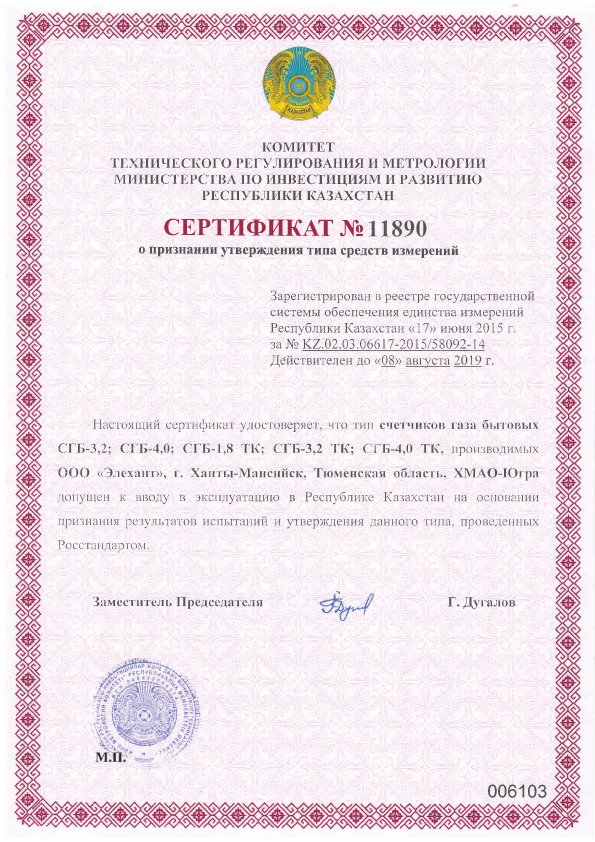 КАЗАКСТАН
КОМИТЕТ
ТЕХНИЧЕСКОГО РЕГУЛИРОВАНИЯ И МЕТРОЛОГИИ
МИНИСТЕРСТВА ПО ИНВЕСТИЦИЯМ И РАЗВИТИЮ
РЕСПУБЛИКИ КАЗАХСТАН
СЕРТИФИКАТ № 11890
о признании утверждения типа средств измерений
Зарегистрирован в реестре государственной
системы обеспечения единства измерений
Республики Казахстан «17» июня 2015 г.
за № KZ.02.03.06617-2015/58092-14
Действителен до «08» августа 2019 г.
Настоящий сертификат удостоверяет, что тип счетчиков газа бытовых
СГБ-3,2; СГБ-4,0; СГБ-1,8 ТК; СГБ-3,2 ТК; СГБ-4,0 ТК, производимых
ООО «Элехант», г. Ханты-Мансийск, Тюменская область, ХМАО-Югра
допущен к вводу в эксплуатацию в Республике Казахстан на основании
признания результатов испытаний и утверждения данного типа, проведенных
Росстандартом.
Заместитель Председателя
Г. Дугалов
М.П.
006103